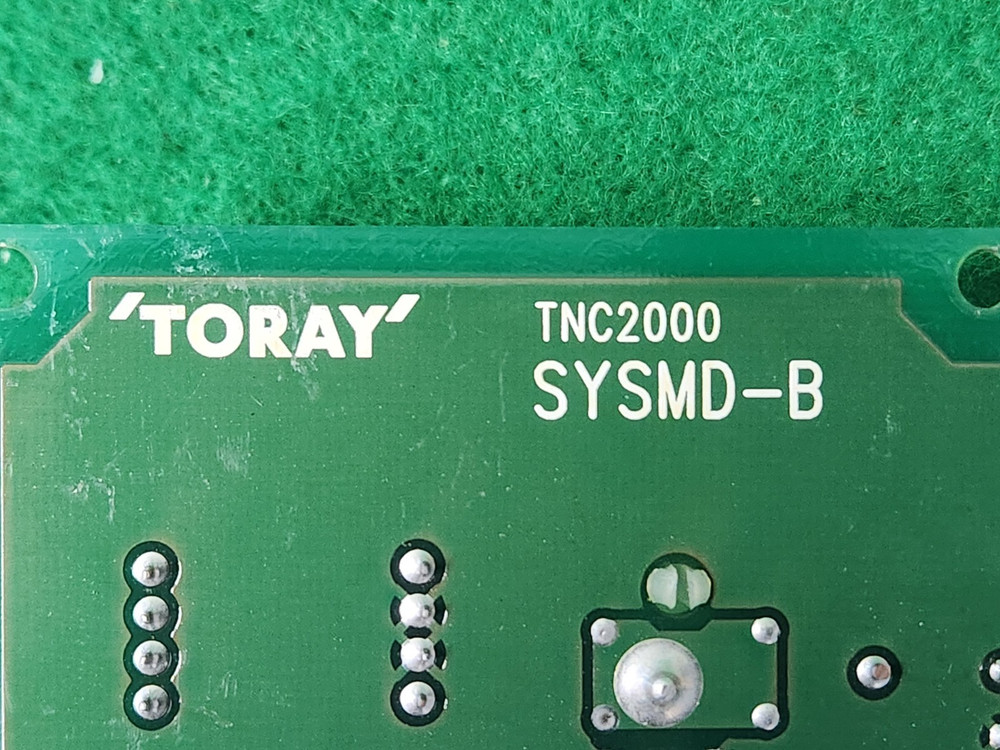 'TORAY'
TNC2000
SYSMD-B